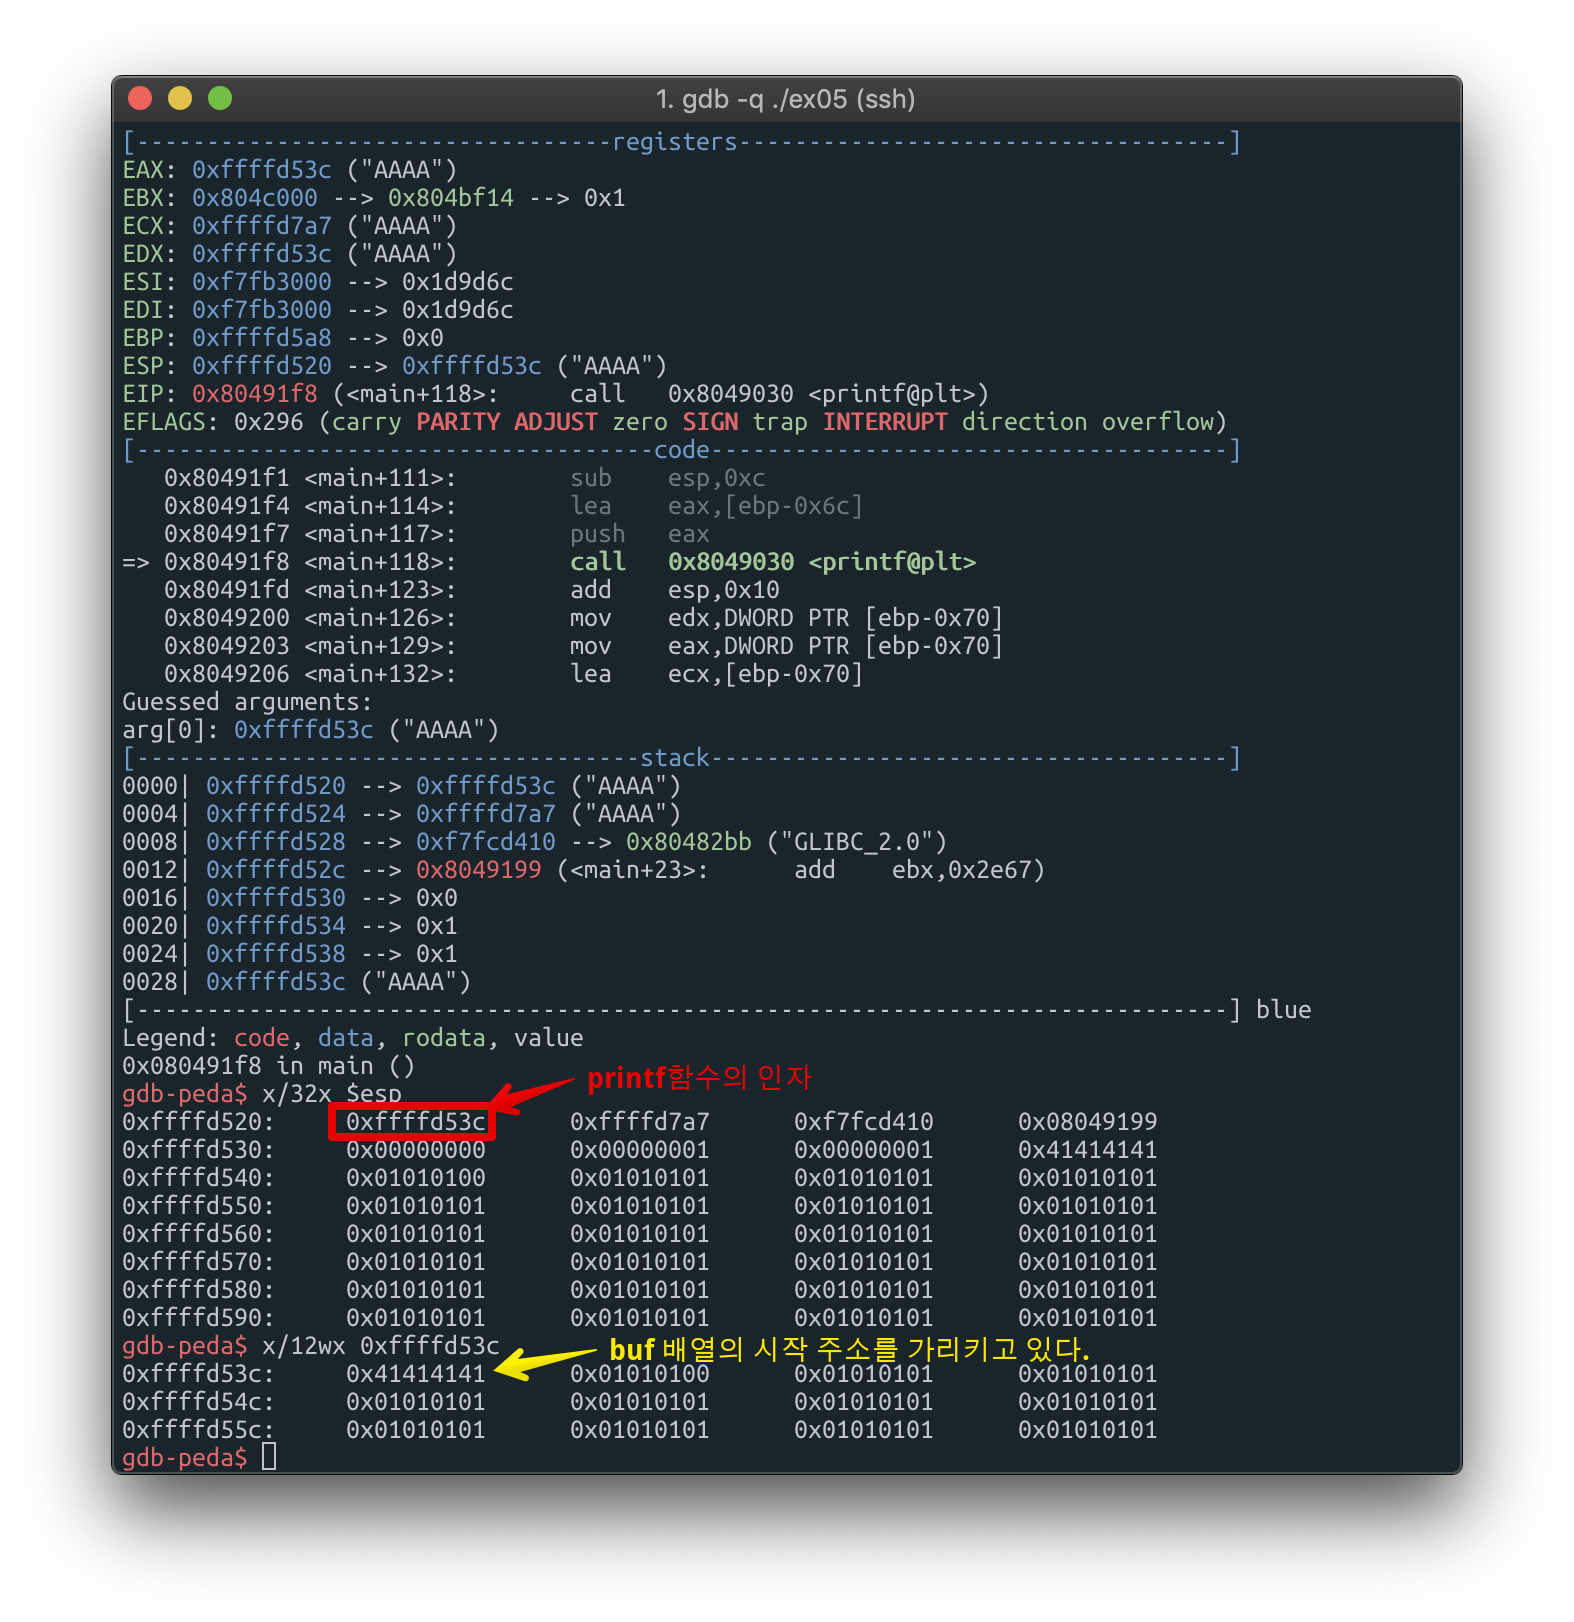 1. gdb -q ./ex05 (ssh)
[----------------------------------registers-----------------------------------]
EAX: 0xffffd53c ("AAAA")
EBX: 0x804c000 --> 0x804bf14 --> 0x1
ECX: 0xffffd7a7 ("AAAA")
EDX: 0xffffd53c ("AAAA")
ESI: 0xf7fb3000 --> 0x1d9d6c
EDI: 0xf7fb3000 --> 0x1d9d6c
EBP: 0xffffd5a8 --> 0x0
ESP: 0xffffd520 --> 0xffffd53c ("AAAA")
EIP: 0x80491f8 (<main+118>:      call   0x8049030 <printf@plt>)
EFLAGS: 0x296 (carry PARITY ADJUST zero SIGN trap INTERRUPT direction overflow)
[-------------------------------------code-------------------------------------]
   0x80491f1 <main+111>:        sub    esp,0xc
   0x80491f4 <main+114>:        lea    eax,[ebp-0x6c]
   0x80491f7 <main+117>:        push   eax
=> 0x80491f8 <main+118>:        call   0x8049030 <printf@plt>
   0x80491fd <main+123>:        add    esp,0x10
   0x8049200 <main+126>:        mov    edx,DWORD PTR [ebp-0x70]
   0x8049203 <main+129>:        mov    eax,DWORD PTR [ebp-0x70]
   0x8049206 <main+132>:        lea    ecx,[ebp-0x70]
Guessed arguments:
arg[0]: 0xffffd53c ("AAAA")
[------------------------------------stack-------------------------------------]
0000| 0xffffd520 --> 0xffffd53c ("AAAA")
0004| 0xffffd524 --> 0xffffd7a7 ("AAAA")
0008| 0xffffd528 --> 0xf7fcd410 --> 0x80482bb ("GLIBC_2.0")
0012| 0xffffd52c --> 0x8049199 (<main+23>:      add    ebx,0x2e67)
0016| 0xffffd530 --> 0x0
0020| 0xffffd534 --> 0x1
0024| 0xffffd538 --> 0x1
0028| 0xffffd53c ("AAAA")
[------------------------------------------------------------------------------] blue
Legend: code, data, rodata, value
0x080491f8 in main ()
printf함수의 인자
gdb-peda$ x/32x $esp
0xffffd520:     0xffffd53c      0xffffd7a7      0xf7fcd410      0x08049199
0xffffd530:     0x00000000      0x00000001      0x00000001      0x41414141
0xffffd540:     0x01010100      0x01010101      0x01010101      0x01010101
0xffffd550:     0x01010101      0x01010101      0x01010101      0x01010101
0xffffd560:     0x01010101      0x01010101      0x01010101      0x01010101
0xffffd570:     0x01010101      0x01010101      0x01010101      0x01010101
0xffffd580:     0x01010101      0x01010101      0x01010101      0x01010101
0xffffd590:     0x01010101      0x01010101      0x01010101      0x01010101
gdb-peda$ x/12wx 0xffffd53c
buf 배열의 시작 주소를 가리키고 있다.
0xffffd53c:     0x41414141      0x01010100      0x01010101      0x01010101
0xffffd54c:     0x01010101      0x01010101      0x01010101      0x01010101
0xffffd55c:     0x01010101      0x01010101      0x01010101      0x01010101
gdb-peda$